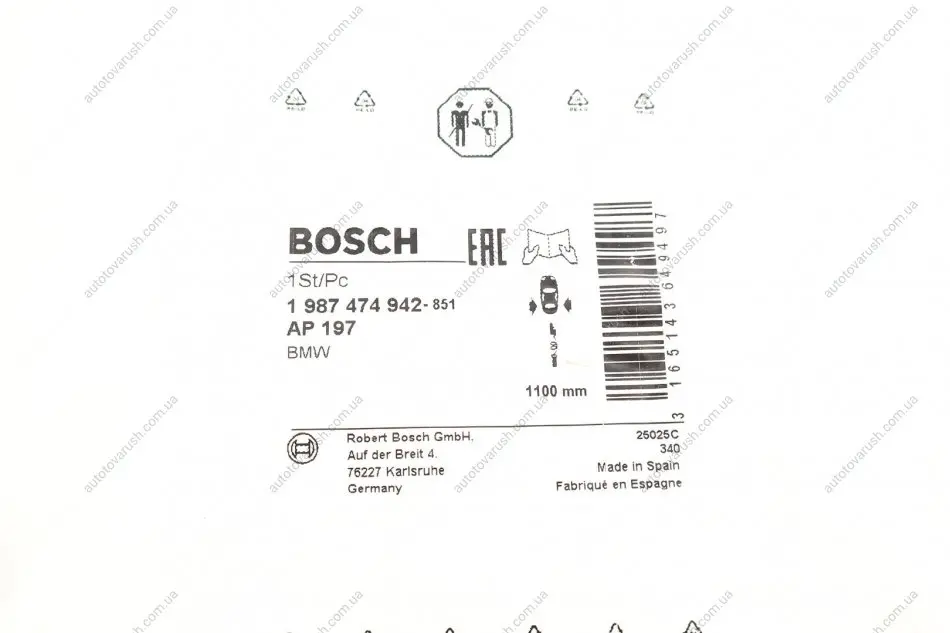 BOSCH
EAC
1St/Pc
1 987 474 942-851
AP 197
BMW
1100 mm
3 165143 649497
Robert Bosch GmbH.
Auf der Breit 4.
76227 Karlsruhe
Germany
25025C
340
Made in Spain
Fabriqué en Espagne
autotovarush.com.ua